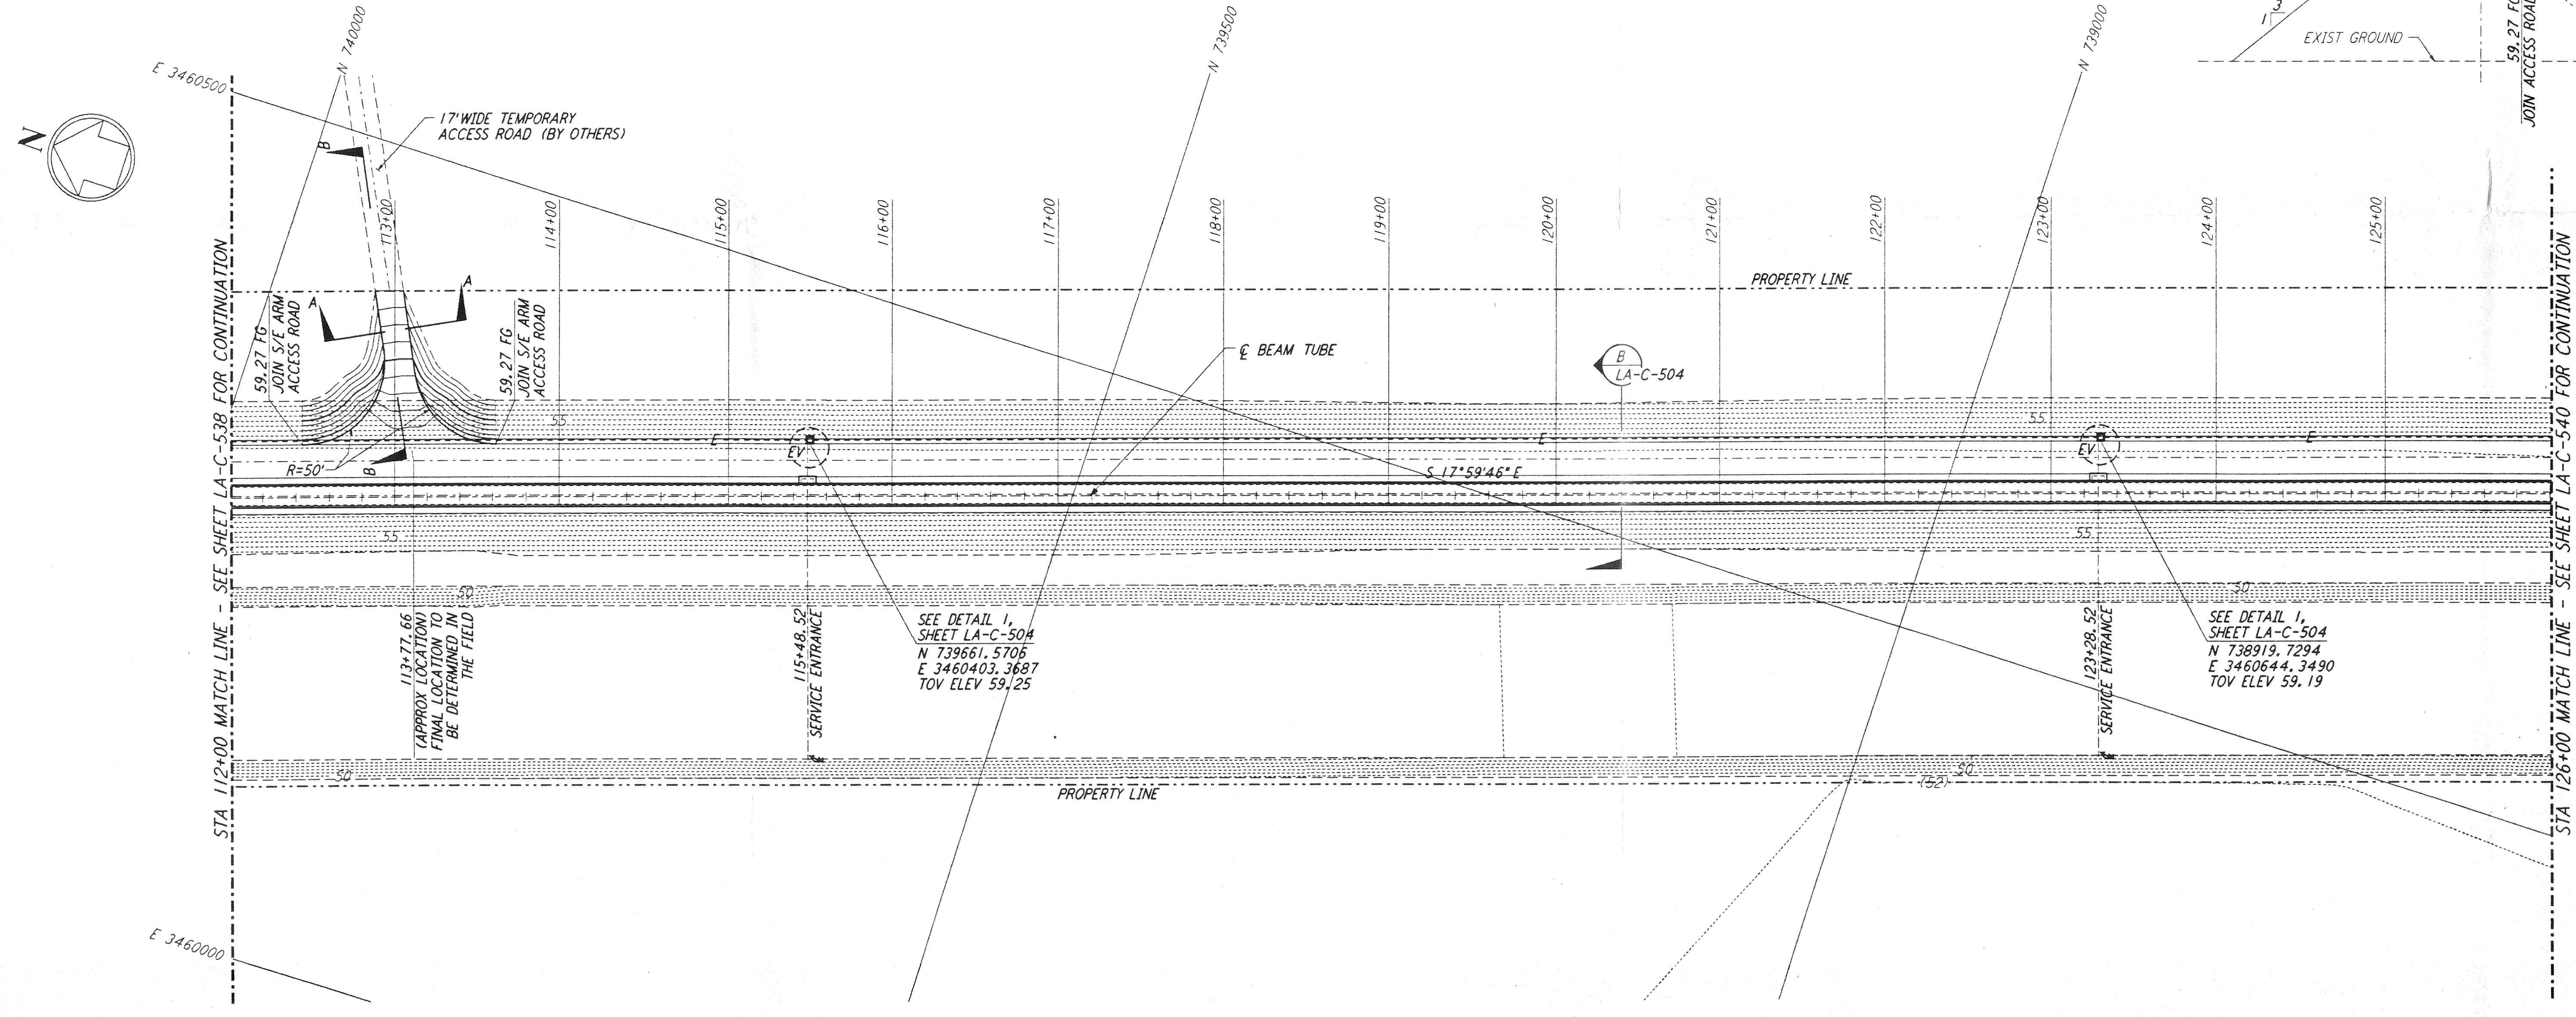 N 740000
N 739500
N 739000
3
1
EXIST GROUND
59.27 FG
JOIN ACCESS ROAD
E 3460500
N
17' WIDE TEMPORARY
ACCESS ROAD (BY OTHERS)
B
113+00
114+00
115+00
116+00
117+00
118+00
119+00
120+00
121+00
122+00
123+00
124+00
125+00
PROPERTY LINE
A
A
59.27 FG
JOIN S/E ARM
ACCESS ROAD
59.27 FG
JOIN S/E ARM
ACCESS ROAD
℄ BEAM TUBE
B
LA-C-504
55
55
E
E
E
EV
EV
R=50'
B
S 17°59'46" E
55
55
50
50
113+77.66
(APPROX LOCATION)
FINAL LOCATION TO
BE DETERMINED IN
THE FIELD
115+48.52
SERVICE ENTRANCE
℄
SEE DETAIL 1,
SHEET LA-C-504
N 739661.5706
E 3460403.3687
TOV ELEV 59.25
123+28.52
SERVICE ENTRANCE
℄
SEE DETAIL 1,
SHEET LA-C-504
N 738919.7294
E 3460644.3490
TOV ELEV 59.19
50
50
(52)
PROPERTY LINE
E 3460000
STA 112+00 MATCH LINE - SEE SHEET LA-C-538 FOR CONTINUATION
STA 126+00 MATCH LINE - SEE SHEET LA-C-540 FOR CONTINUATION